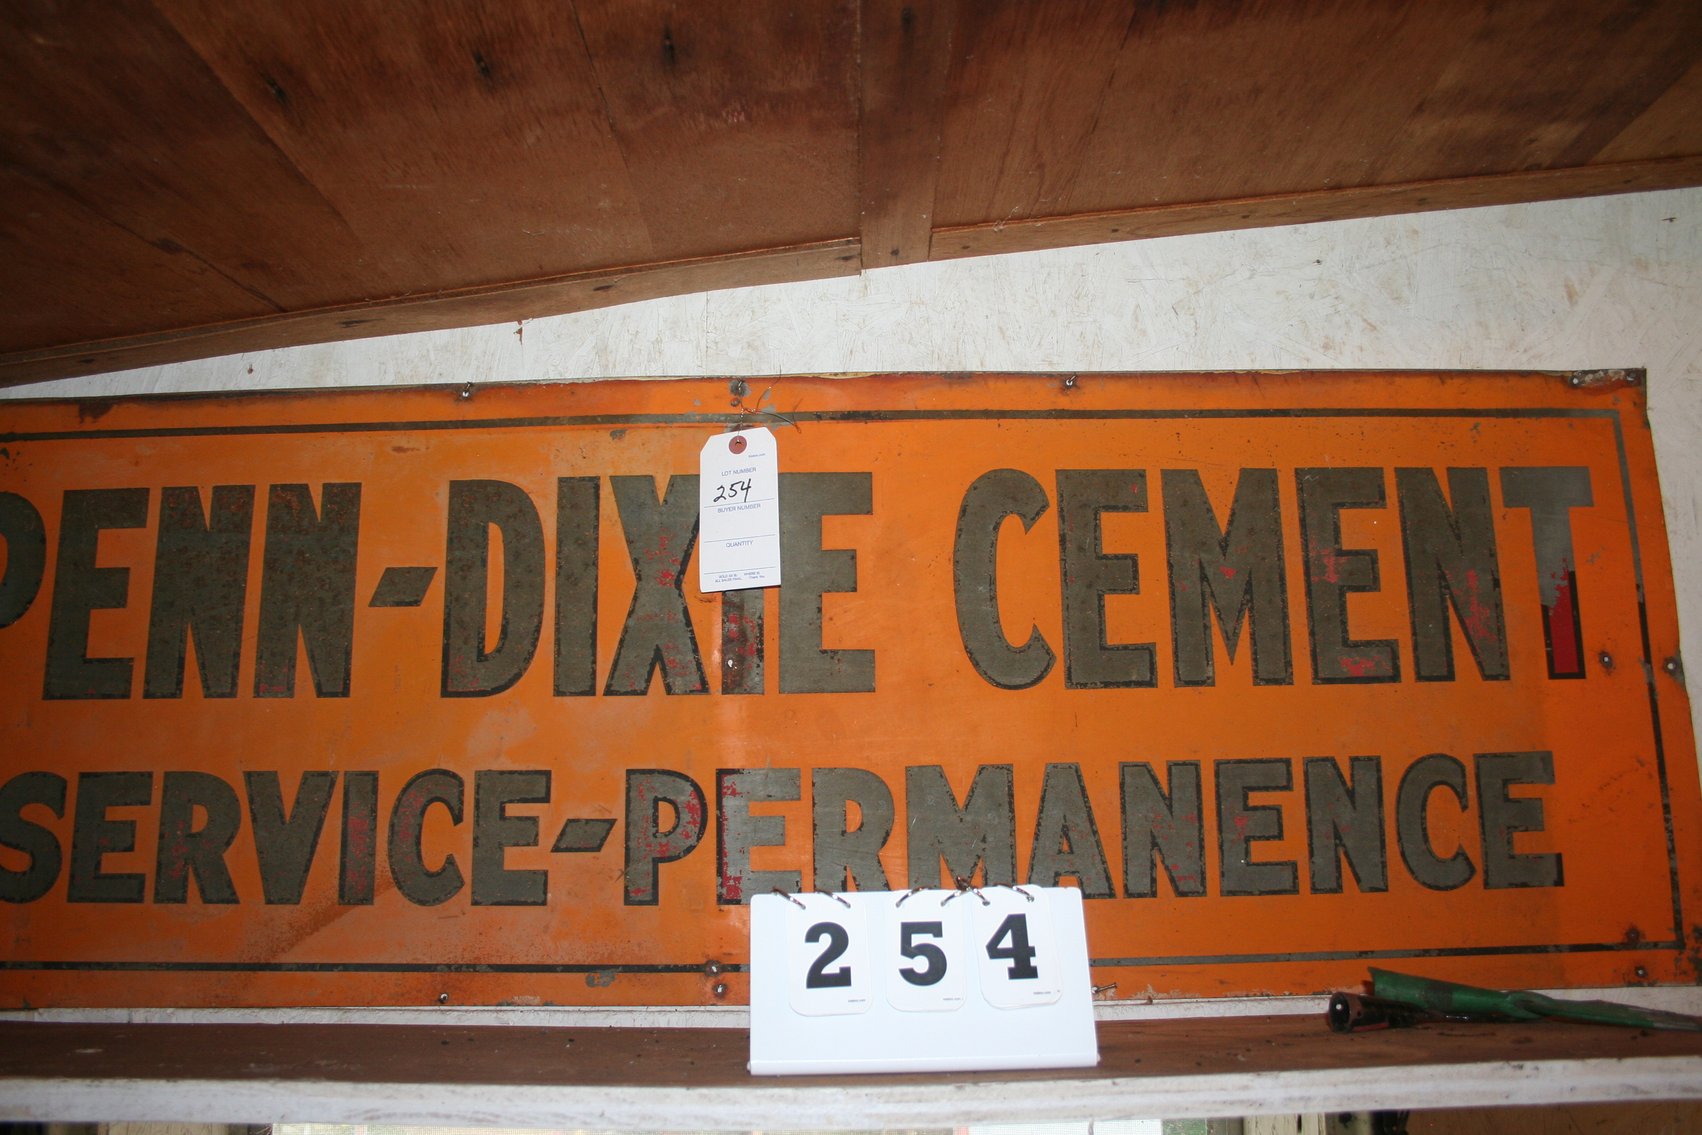 PENN-DIXIE CEMENT
SERVICE-PERMANENCE
LOT NUMBER
254
BUYER NUMBER
QUANTITY
254